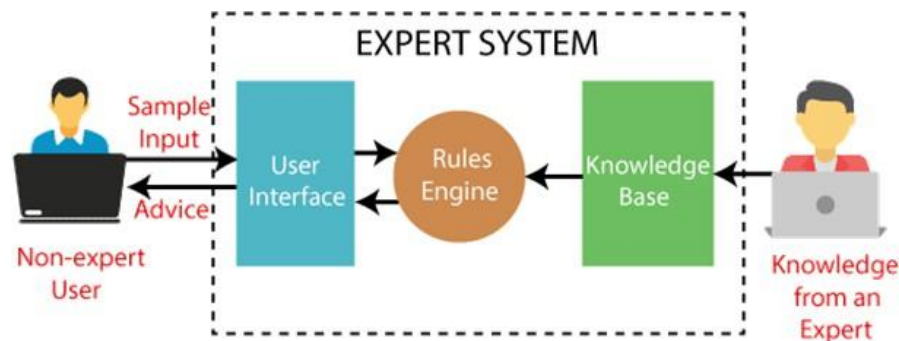 EXPERT SYSTEM
Sample
Input
Advice
Non-expert
User
User
Interface
Rules
Engine
Knowledge
Base
Knowledge
from an
Expert